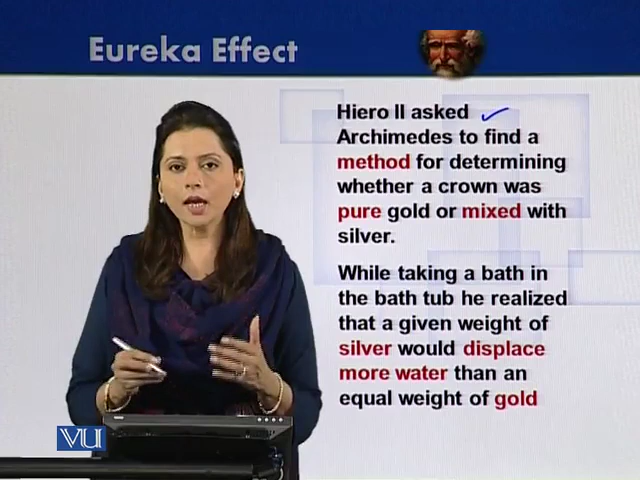 Eureka Effect
Hiero II asked
Archimedes to find a
method for determining
whether a crown was
pure gold or mixed with
silver.
While taking a bath in
the bath tub he realized
that a given weight of
silver would displace
more water than an
equal weight of gold
VU